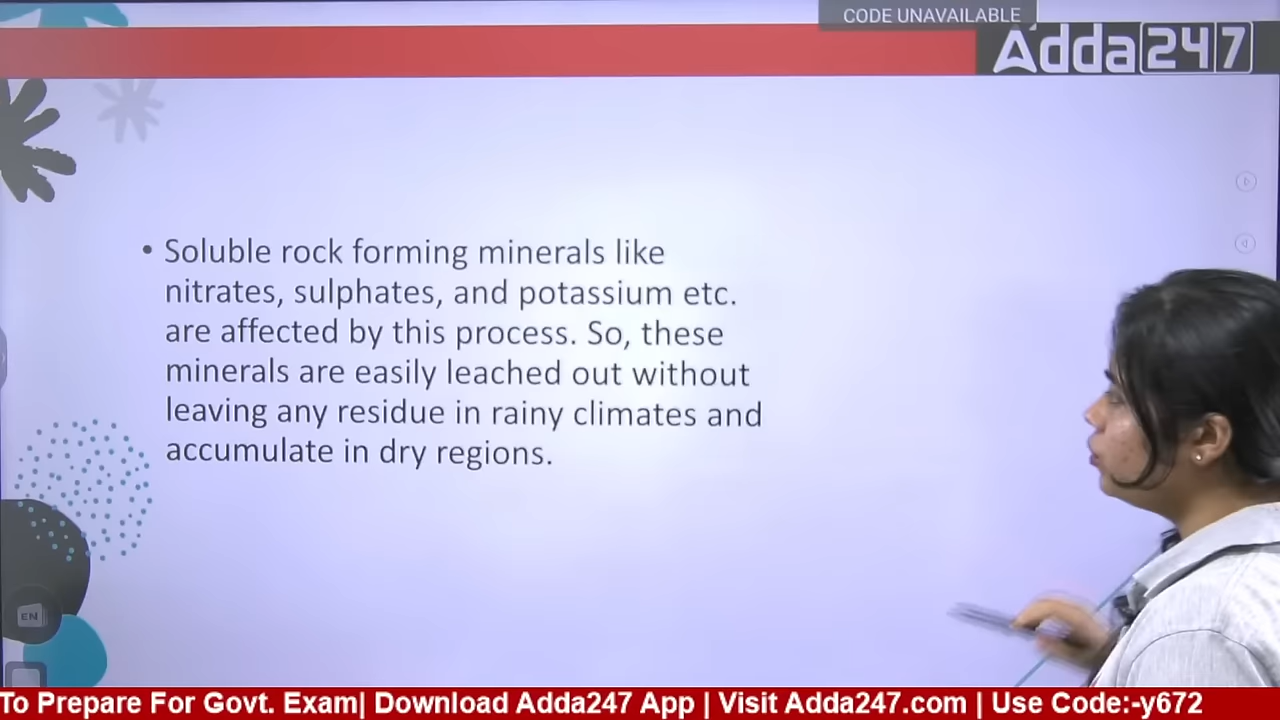 CODE UNAVAILABLE
Adda247
• Soluble rock forming minerals like
nitrates, sulphates, and potassium etc.
are affected by this process. So, these
minerals are easily leached out without
leaving any residue in rainy climates and
accumulate in dry regions.
EN
To Prepare For Govt. Exam| Download Adda247 App | Visit Adda247.com | Use Code:-y672